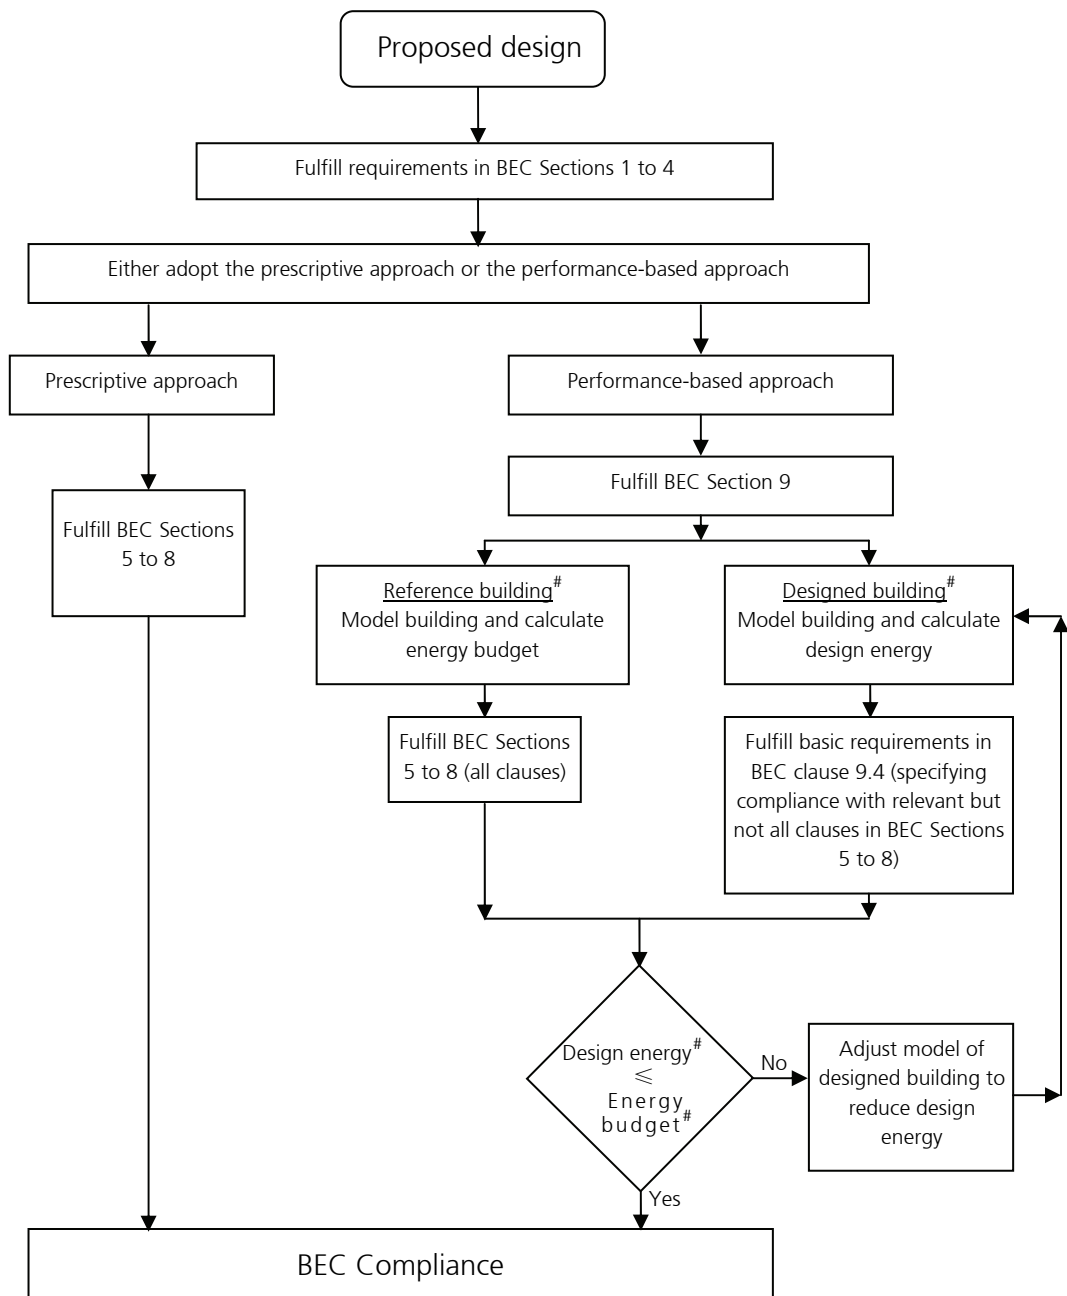 Proposed design
Fulfill requirements in BEC Sections 1 to 4
Either adopt the prescriptive approach or the performance-based approach
Prescriptive approach
Performance-based approach
Fulfill BEC Section 9
Fulfill BEC Sections
5 to 8
Reference building#
Model building and calculate
energy budget
Designed building#
Model building and calculate
design energy
Fulfill BEC Sections
5 to 8 (all clauses)
Fulfill basic requirements in
BEC clause 9.4 (specifying
compliance with relevant but
not all clauses in BEC Sections
5 to 8)
Design energy#
≤
Energy
budget#
No
Adjust model of
designed building to
reduce design
energy
Yes
BEC Compliance